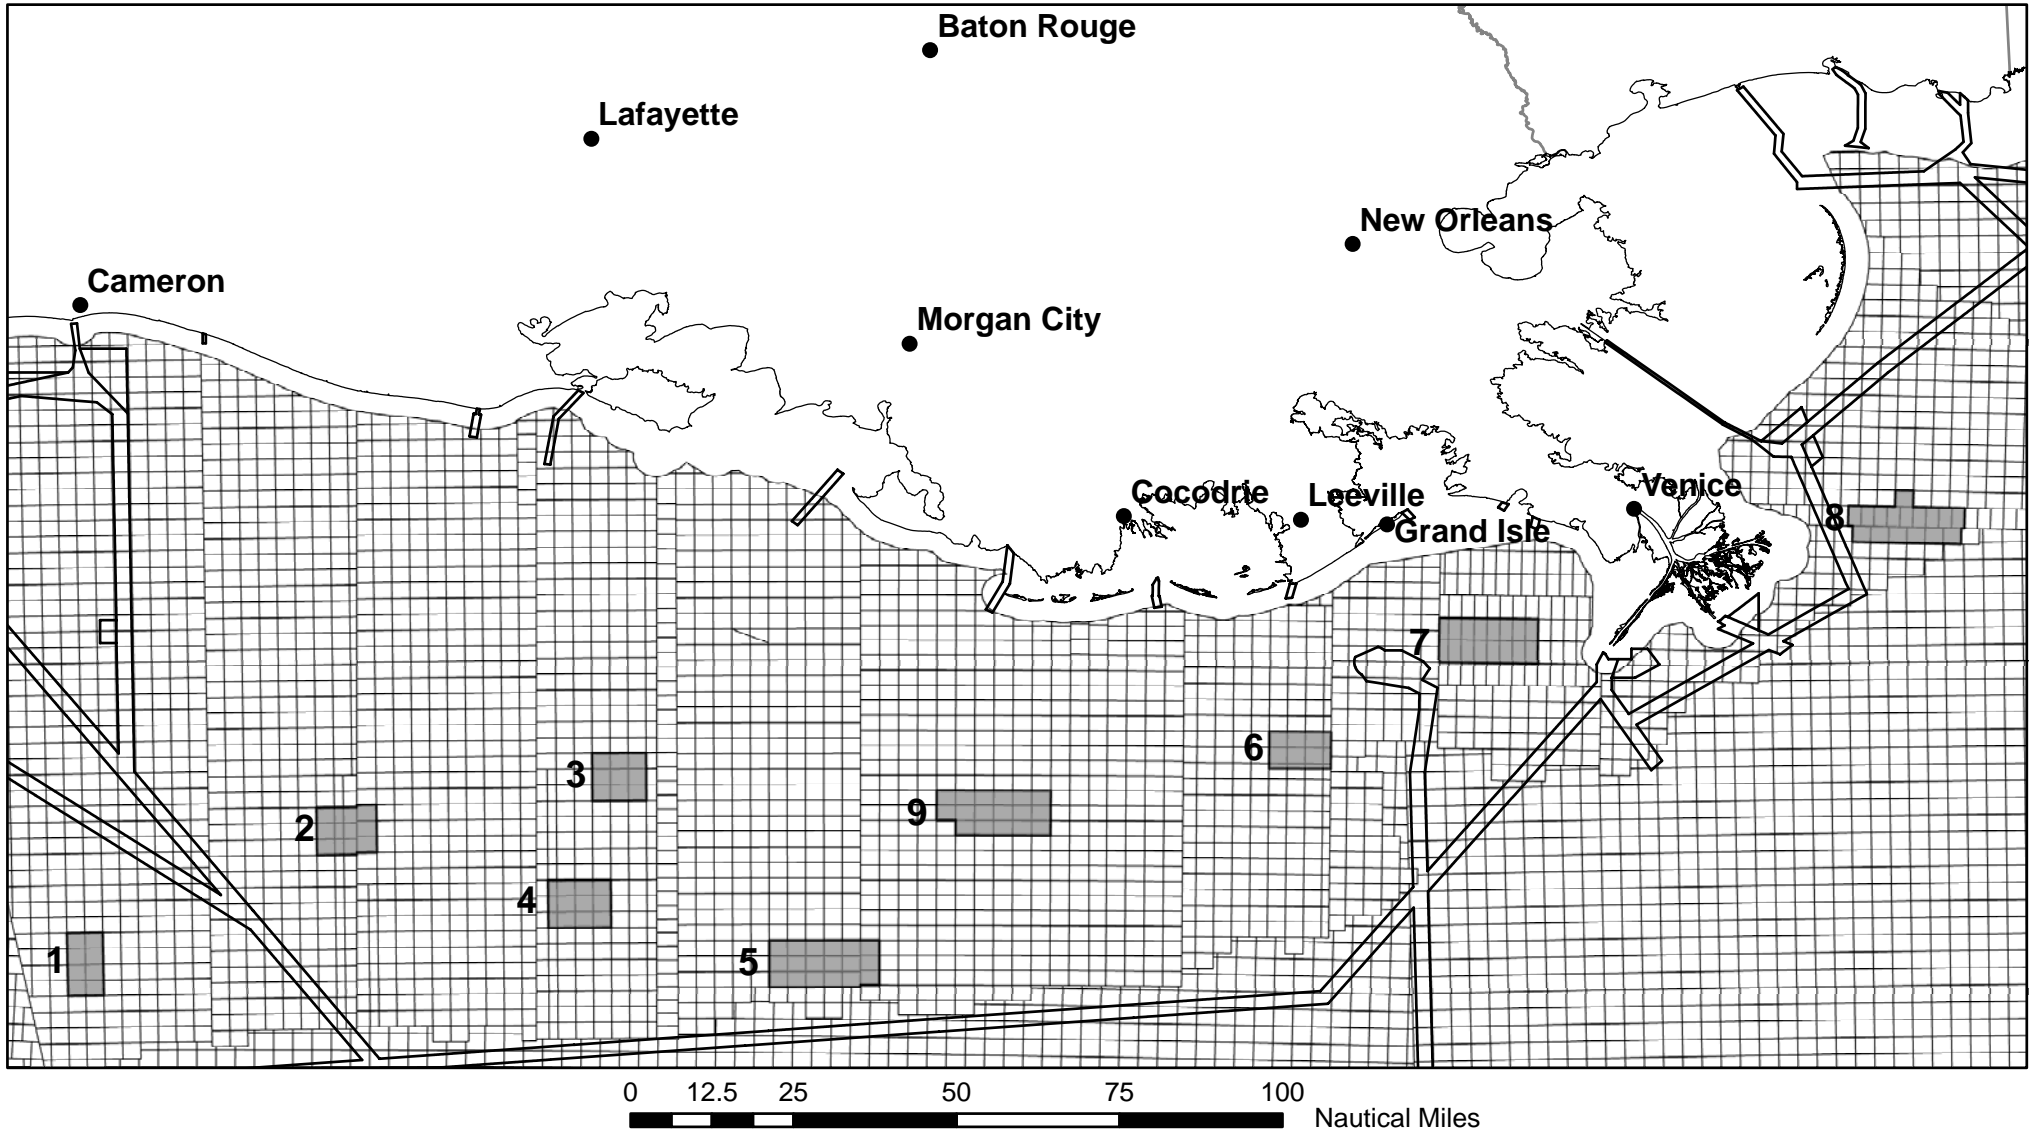 Baton Rouge
Lafayette
New Orleans
Cameron
Morgan City
Cocodrie
Leeville
Venice
8
Grand Isle
7
6
3
9
2
4
1
5
0 12.5 25 50 75 100
Nautical Miles